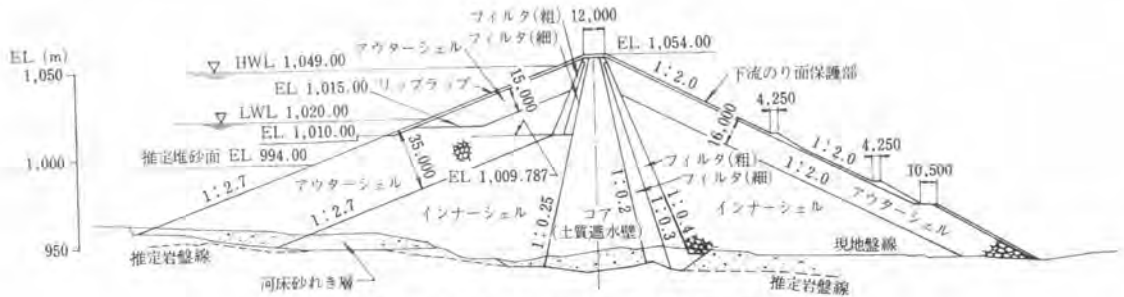 フィルタ(粗) 12,000
アウターシェル フィルタ(細)
EL (m)
EL 1,054.00
HWL 1,049.00
1,050
1:2.0
下流のり面保護部
EL 1,015.00 リップラップ
15,000
4,250
LWL 1,020.00
EL 1,010.00
16,000
1:2.0
4,250
1,000
推定堆砂面 EL 994.00
35,000
フィルタ(粗)
フィルタ(細)
1:2.0
10,500
EL 1,009.787
1:2.7
アウターシェル
アウターシェル
1:2.7
インナーシェル
1:0.25
コア
(土質遮水壁)
1:0.2
1:0.3
1:0.4
インナーシェル
950
現地盤線
推定岩盤線
河床砂れき層
推定岩盤線